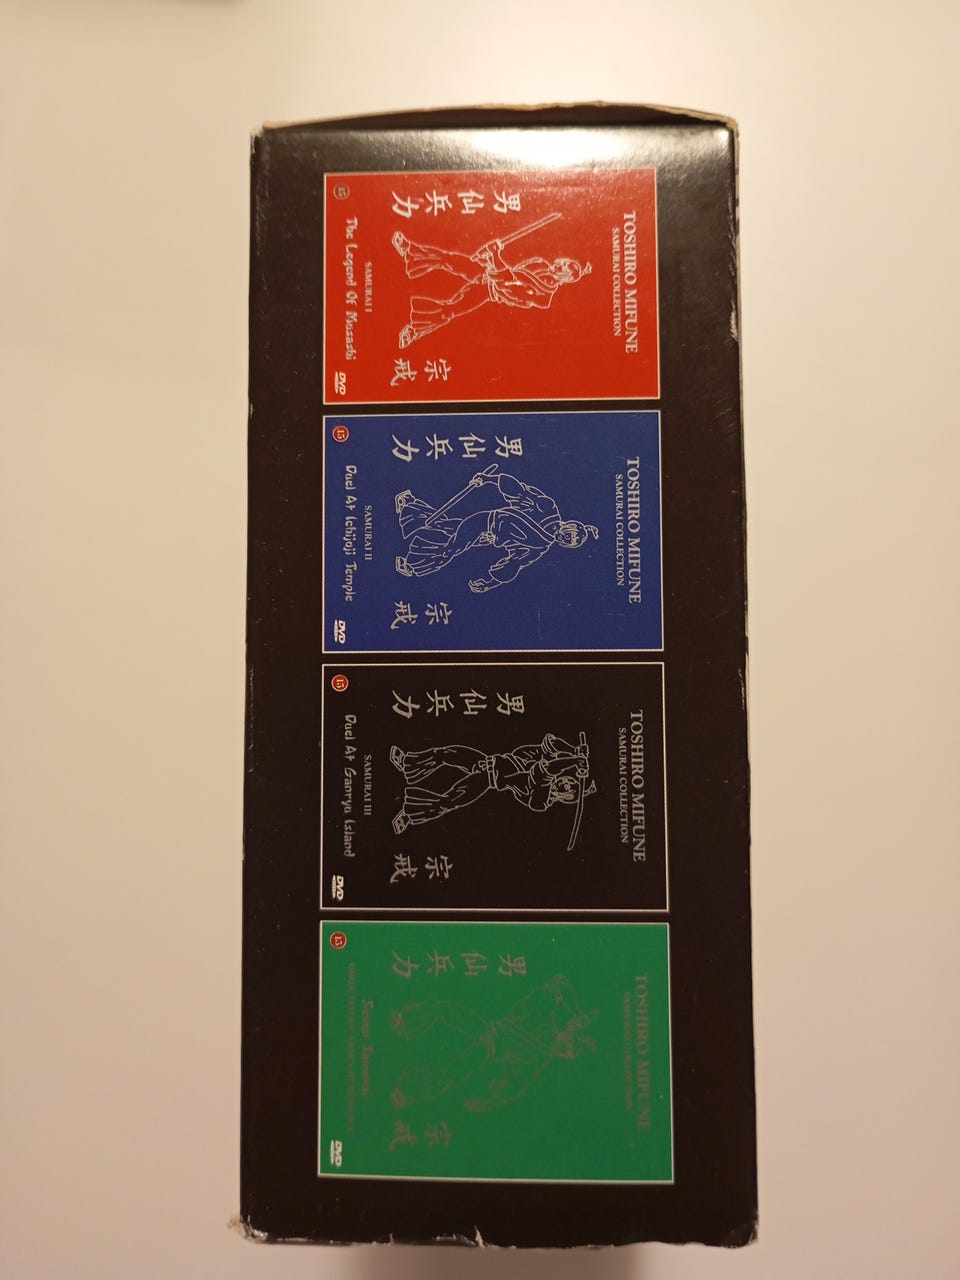 TOSHIRO MIFUNE
SAMURAI COLLECTION
男仙兵力
宗戒
SAMURAI I
The Legend Of Musashi
15
DVD
TOSHIRO MIFUNE
SAMURAI COLLECTION
男仙兵力
宗戒
SAMURAI II
Duel At Ichijoji Temple
15
DVD
TOSHIRO MIFUNE
SAMURAI COLLECTION
男仙兵力
宗戒
SAMURAI III
Duel At Ganryu Island
15
DVD
TOSHIRO MIFUNE
SAMURAI COLLECTION
男仙兵力
宗戒
Seven Samurai
15
DVD